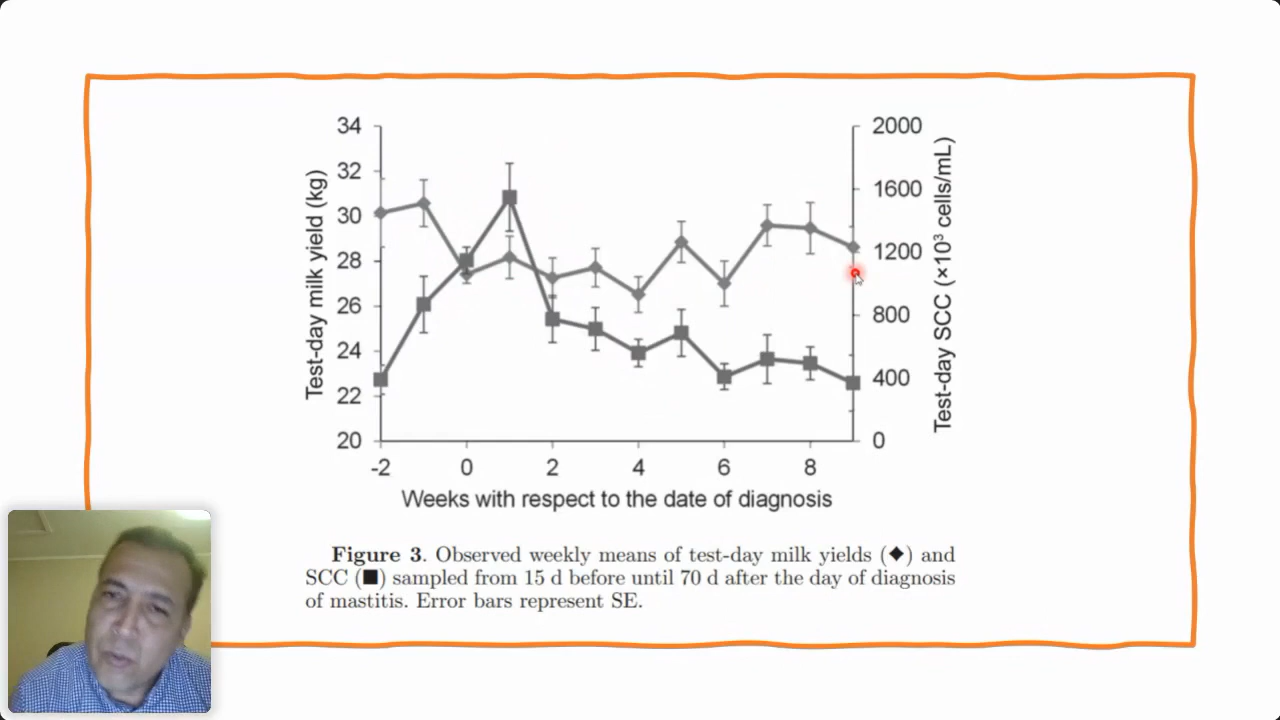 34
32
30
28
26
24
22
20
Test-day milk yield (kg)
2000
1600
1200
800
400
0
Test-day SCC (×10³ cells/mL)
-2 0 2 4 6 8
Weeks with respect to the date of diagnosis
Figure 3. Observed weekly means of test-day milk yields (◆) and
SCC (■) sampled from 15 d before until 70 d after the day of diagnosis
of mastitis. Error bars represent SE.